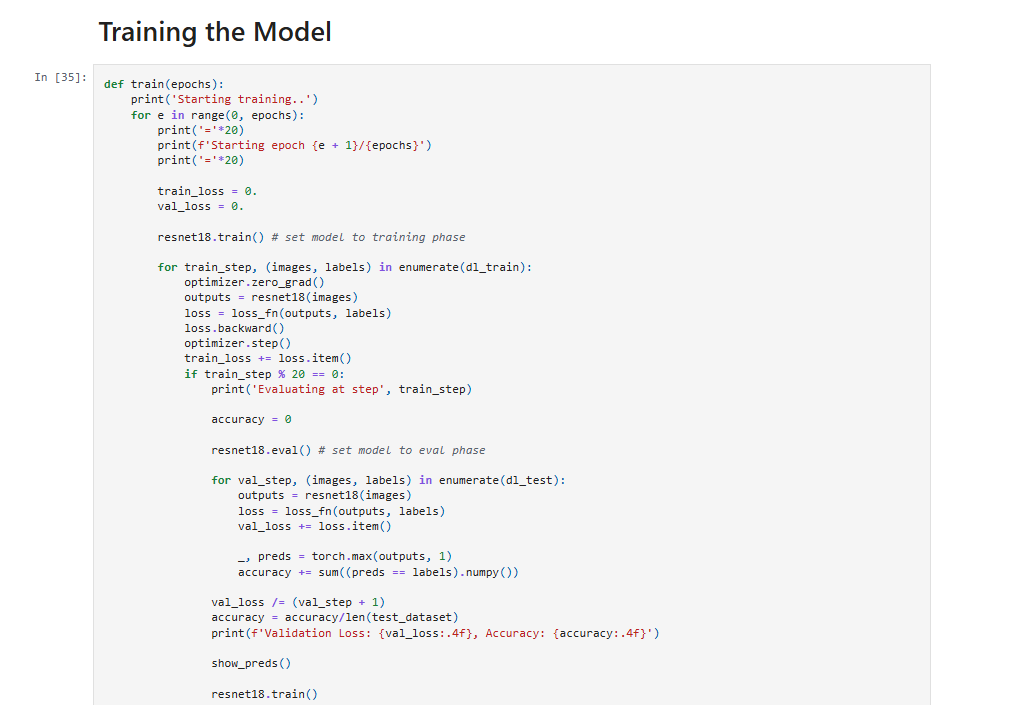 Training the Model
In [35]:
def train(epochs):
    print('Starting training..')
    for e in range(0, epochs):
        print('='*20)
        print(f'Starting epoch {e + 1}/{epochs}')
        print('='*20)

        train_loss = 0.
        val_loss = 0.

        resnet18.train() # set model to training phase

        for train_step, (images, labels) in enumerate(dl_train):
            optimizer.zero_grad()
            outputs = resnet18(images)
            loss = loss_fn(outputs, labels)
            loss.backward()
            optimizer.step()
            train_loss += loss.item()
            if train_step % 20 == 0:
                print('Evaluating at step', train_step)

                accuracy = 0

                resnet18.eval() # set model to eval phase

                for val_step, (images, labels) in enumerate(dl_test):
                    outputs = resnet18(images)
                    loss = loss_fn(outputs, labels)
                    val_loss += loss.item()

                    _, preds = torch.max(outputs, 1)
                    accuracy += sum((preds == labels).numpy())

                val_loss /= (val_step + 1)
                accuracy = accuracy/len(test_dataset)
                print(f'Validation Loss: {val_loss:.4f}, Accuracy: {accuracy:.4f}')

                show_preds()

                resnet18.train()